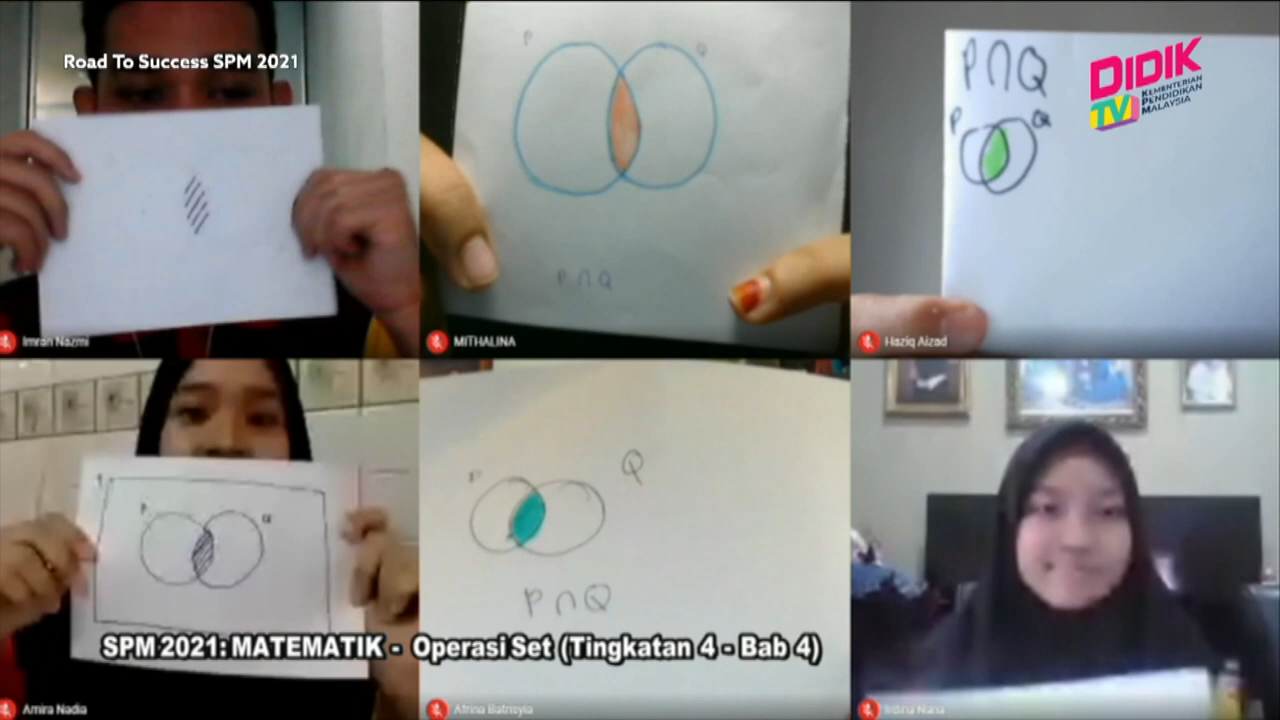 Road To Success SPM 2021
P Q
P ∩ Q
P ∩ Q
P Q
DIDIK
TV
KEMENTERIAN
PENDIDIKAN
MALAYSIA
Imran Nazmi
MITHALINA
Haziq Aizad
P Q
P Q
P ∩ Q
SPM 2021: MATEMATIK - Operasi Set (Tingkatan 4 - Bab 4)
Amira Nadia
Atrina Batrisyia